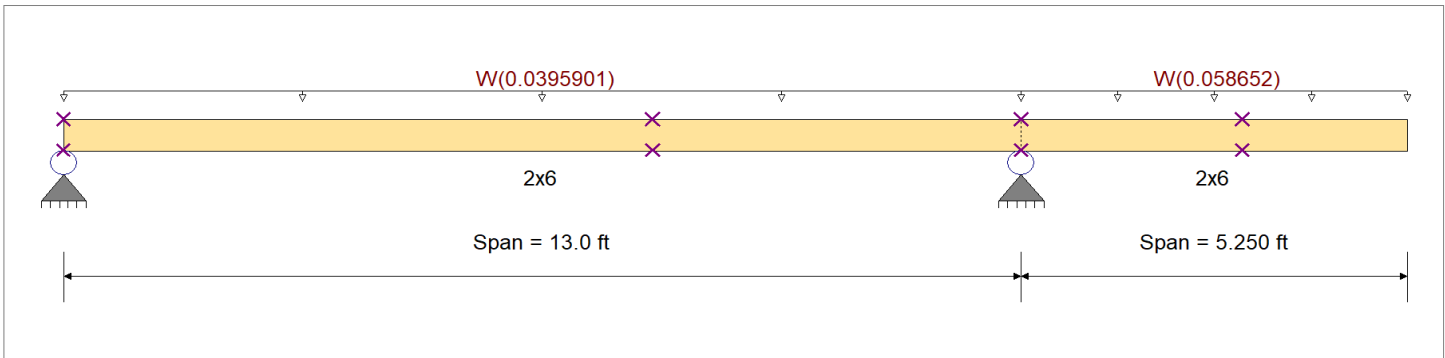 W(0.0395901)
W(0.058652)
2x6
2x6
Span = 13.0 ft
Span = 5.250 ft